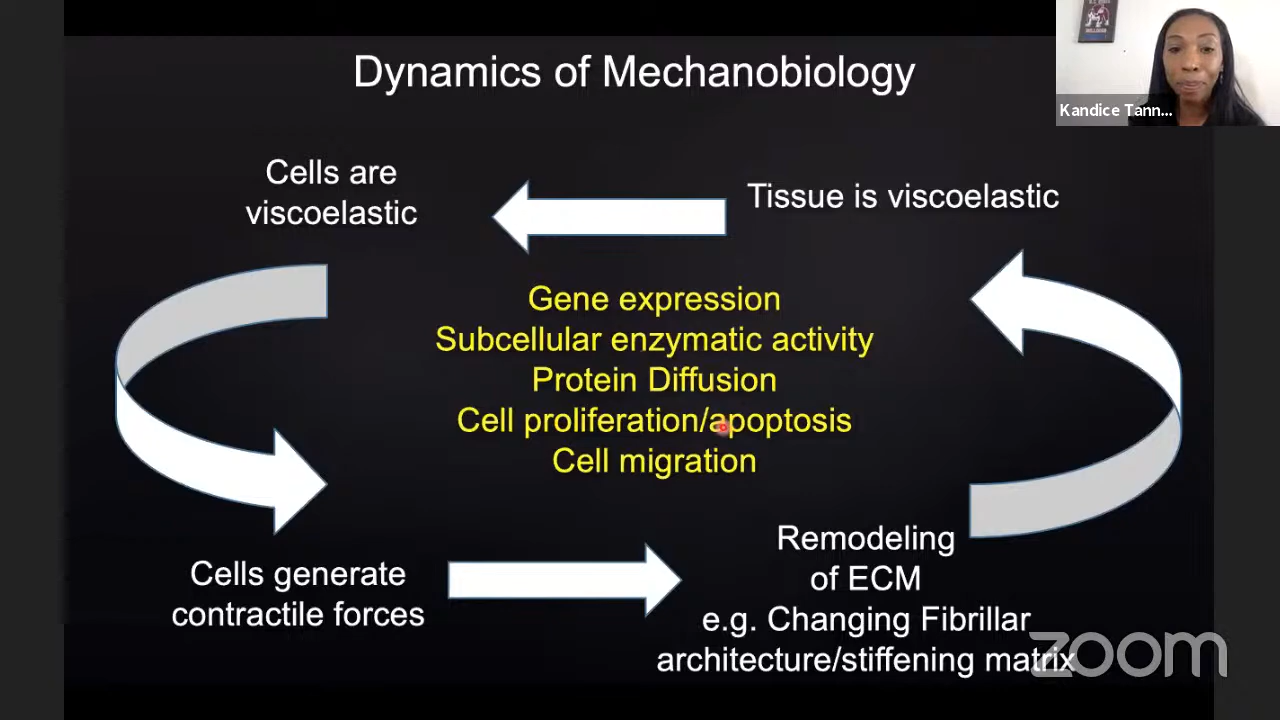 Dynamics of Mechanobiology
Kandice Tann...
Cells are
viscoelastic
Tissue is viscoelastic
Gene expression
Subcellular enzymatic activity
Protein Diffusion
Cell proliferation/apoptosis
Cell migration
Cells generate
contractile forces
Remodeling
of ECM
e.g. Changing Fibrillar
architecture/stiffening matrix
zoom